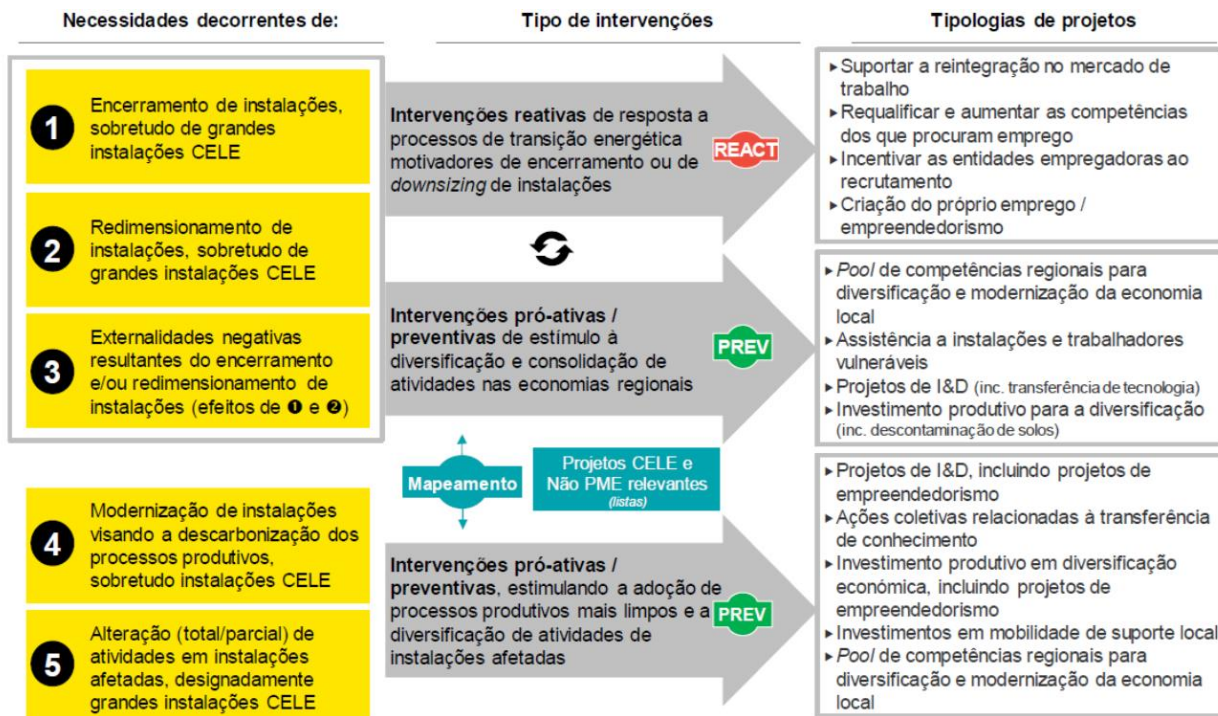 Necessidades decorrentes de:
Tipo de intervenções
Tipologias de projetos
1
Encerramento de instalações,
sobretudo de grandes
instalações CELE
2
Redimensionamento de
instalações, sobretudo de
grandes instalações CELE
3
Externalidades negativas
resultantes do encerramento
e/ou redimensionamento de
instalações (efeitos de ❶ e ❷)
4
Modernização de instalações
visando a descarbonização dos
processos produtivos,
sobretudo instalações CELE
5
Alteração (total/parcial) de
atividades em instalações
afetadas, designadamente
grandes instalações CELE
Intervenções reativas de resposta a
processos de transição energética
motivadores de encerramento ou de
downsizing de instalações
REACT
Intervenções pró-ativas /
preventivas de estímulo à
diversificação e consolidação de
atividades nas economias regionais
PREV
Mapeamento
Projetos CELE e
Não PME relevantes
(listas)
Intervenções pró-ativas /
preventivas, estimulando a adoção de
processos produtivos mais limpos e a
diversificação de atividades de
instalações afetadas
PREV
▸Suportar a reintegração no mercado de
trabalho
▸Requalificar e aumentar as competências
dos que procuram emprego
▸Incentivar as entidades empregadoras ao
recrutamento
▸Criação do próprio emprego /
empreendedorismo
▸Pool de competências regionais para
diversificação e modernização da economia
local
▸Assistência a instalações e trabalhadores
vulneráveis
▸Projetos de I&D (inc. transferência de tecnologia)
▸Investimento produtivo para a diversificação
(inc. descontaminação de solos)
▸Projetos de I&D, incluindo projetos de
empreendedorismo
▸Ações coletivas relacionadas à transferência
de conhecimento
▸Investimento produtivo em diversificação
económica, incluindo projetos de
empreendedorismo
▸Investimentos em mobilidade de suporte local
▸Pool de competências regionais para
diversificação e modernização da economia
local